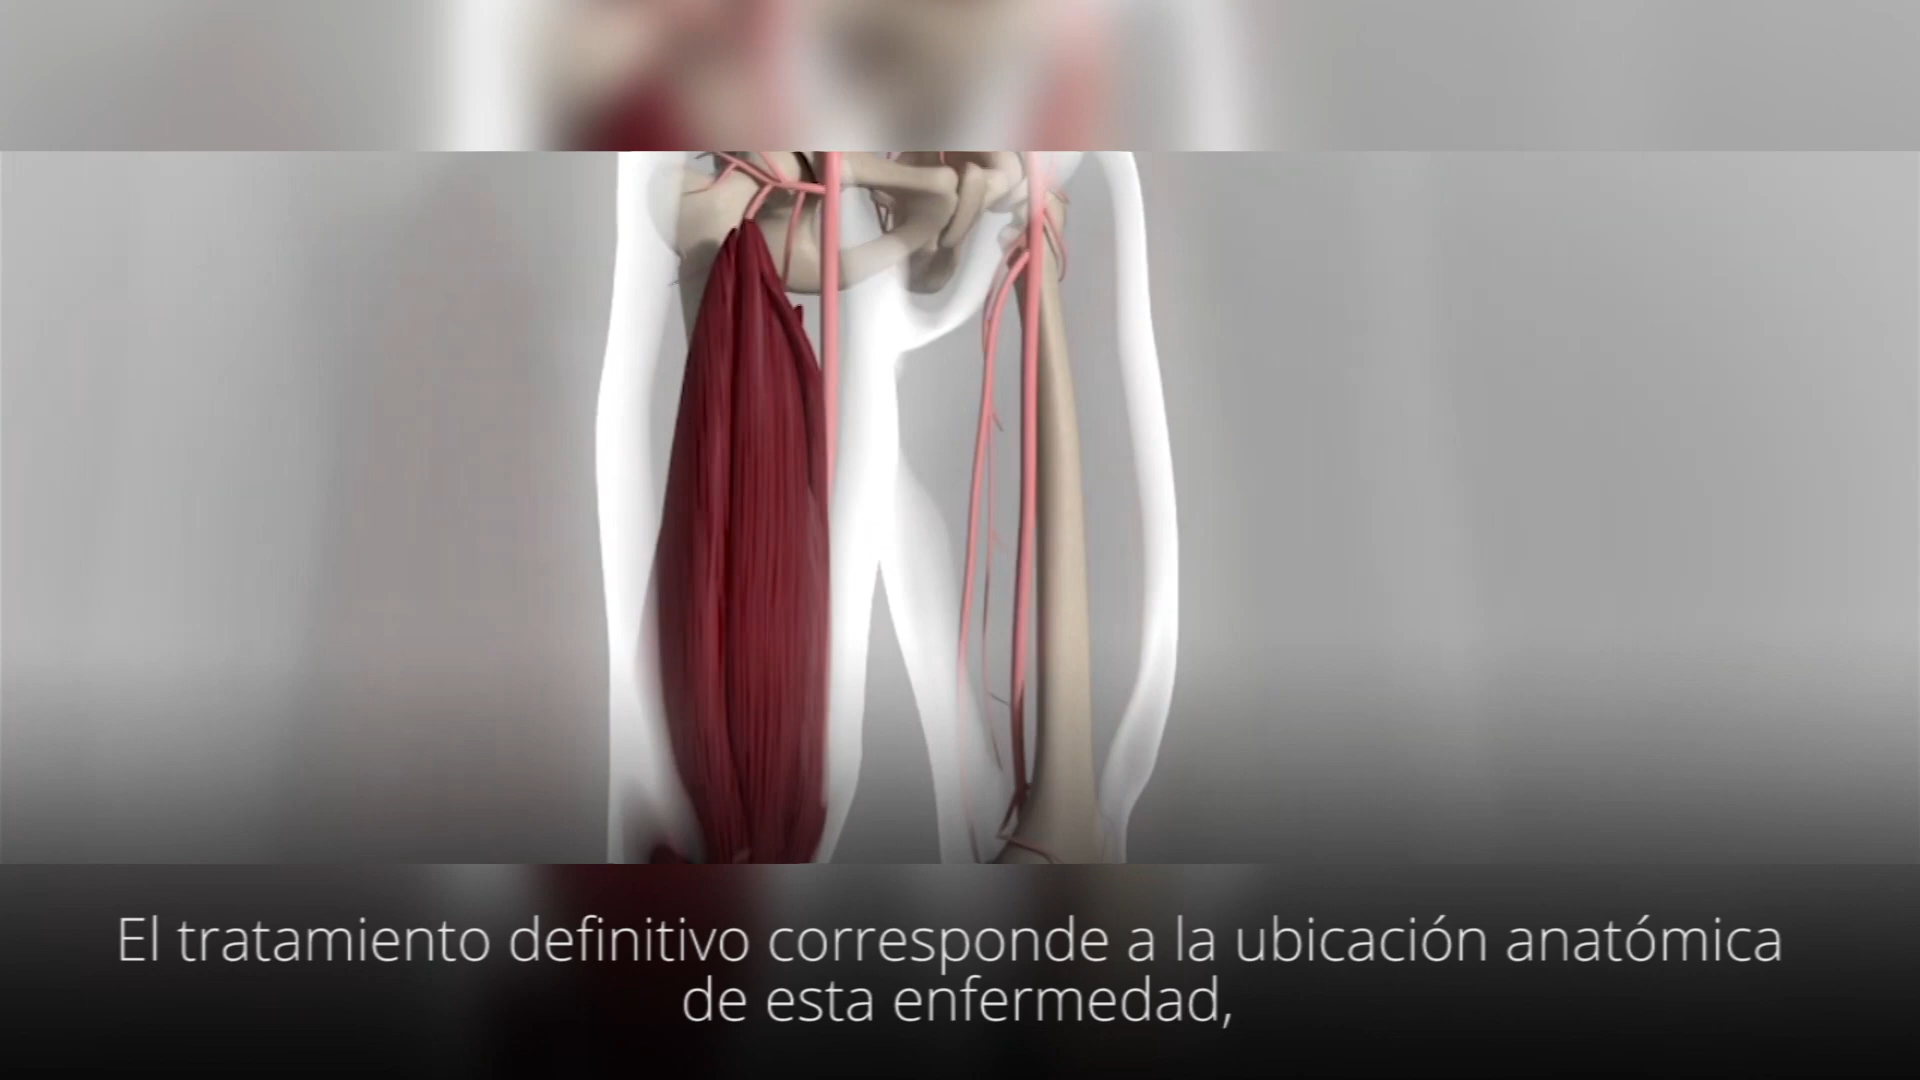 El tratamiento definitivo corresponde a la ubicación anatómica
de esta enfermedad,